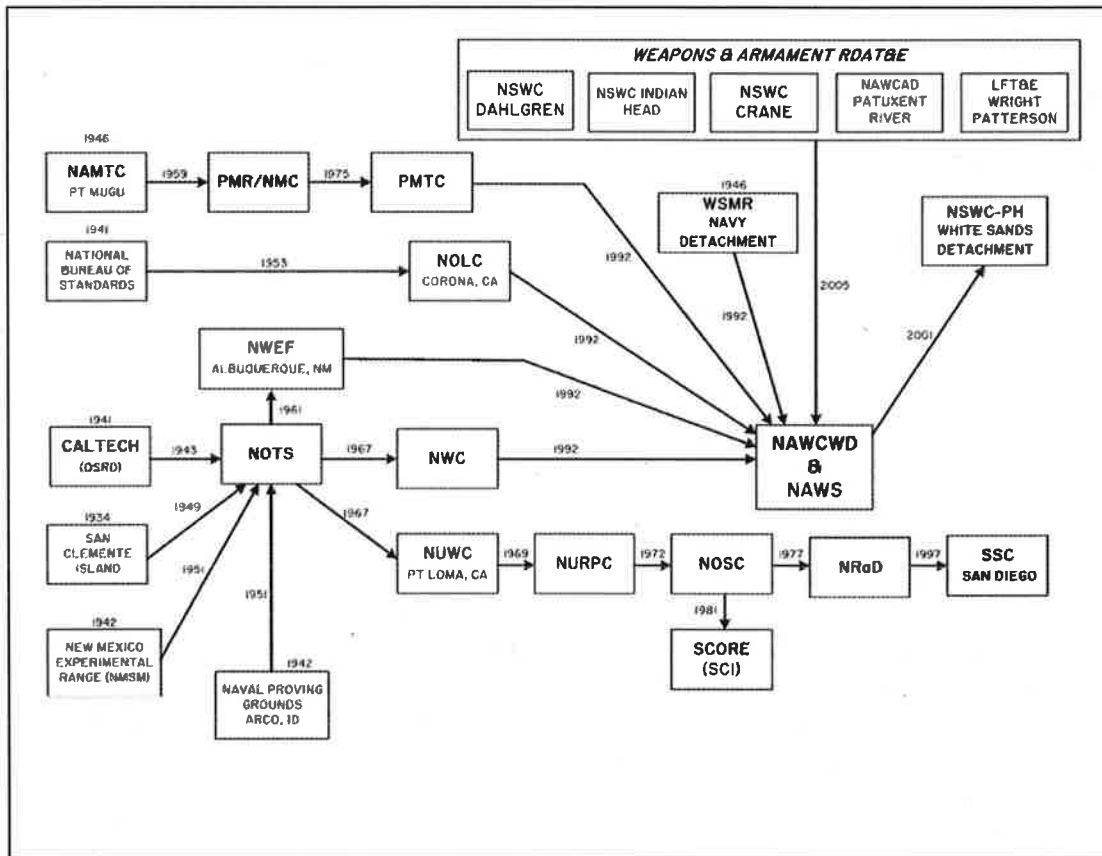 WEAPONS & ARMAMENT RDAT&E
NSWC
DAHLGREN
NSWC INDIAN
HEAD
NSWC
CRANE
NAWCAD
PATUXENT
RIVER
LFT&E
WRIGHT
PATTERSON
1946
NAMTC
PT MUGU
1959
PMR/NMC
1975
PMTC
1992
1946
WSMR
NAVY
DETACHMENT
1992
2005
NSWC-PH
WHITE SANDS
DETACHMENT
2001
1941
NATIONAL
BUREAU OF
STANDARDS
1953
NOLC
CORONA, CA
1992
NWEF
ALBUQUERQUE, NM
1992
1961
1941
CALTECH
(OSRD)
1943
NOTS
1967
NWC
1992
NAWCWD
&
NAWS
1934
SAN
CLEMENTE
ISLAND
1949
1967
NUWC
PT LOMA, CA
1969
NURPC
1972
NOSC
1977
NRaD
1997
SSC
SAN DIEGO
1981
SCORE
(SCI)
1942
NEW MEXICO
EXPERIMENTAL
RANGE (NMSM)
1951
1951
1942
NAVAL PROVING
GROUNDS
ARCO, ID